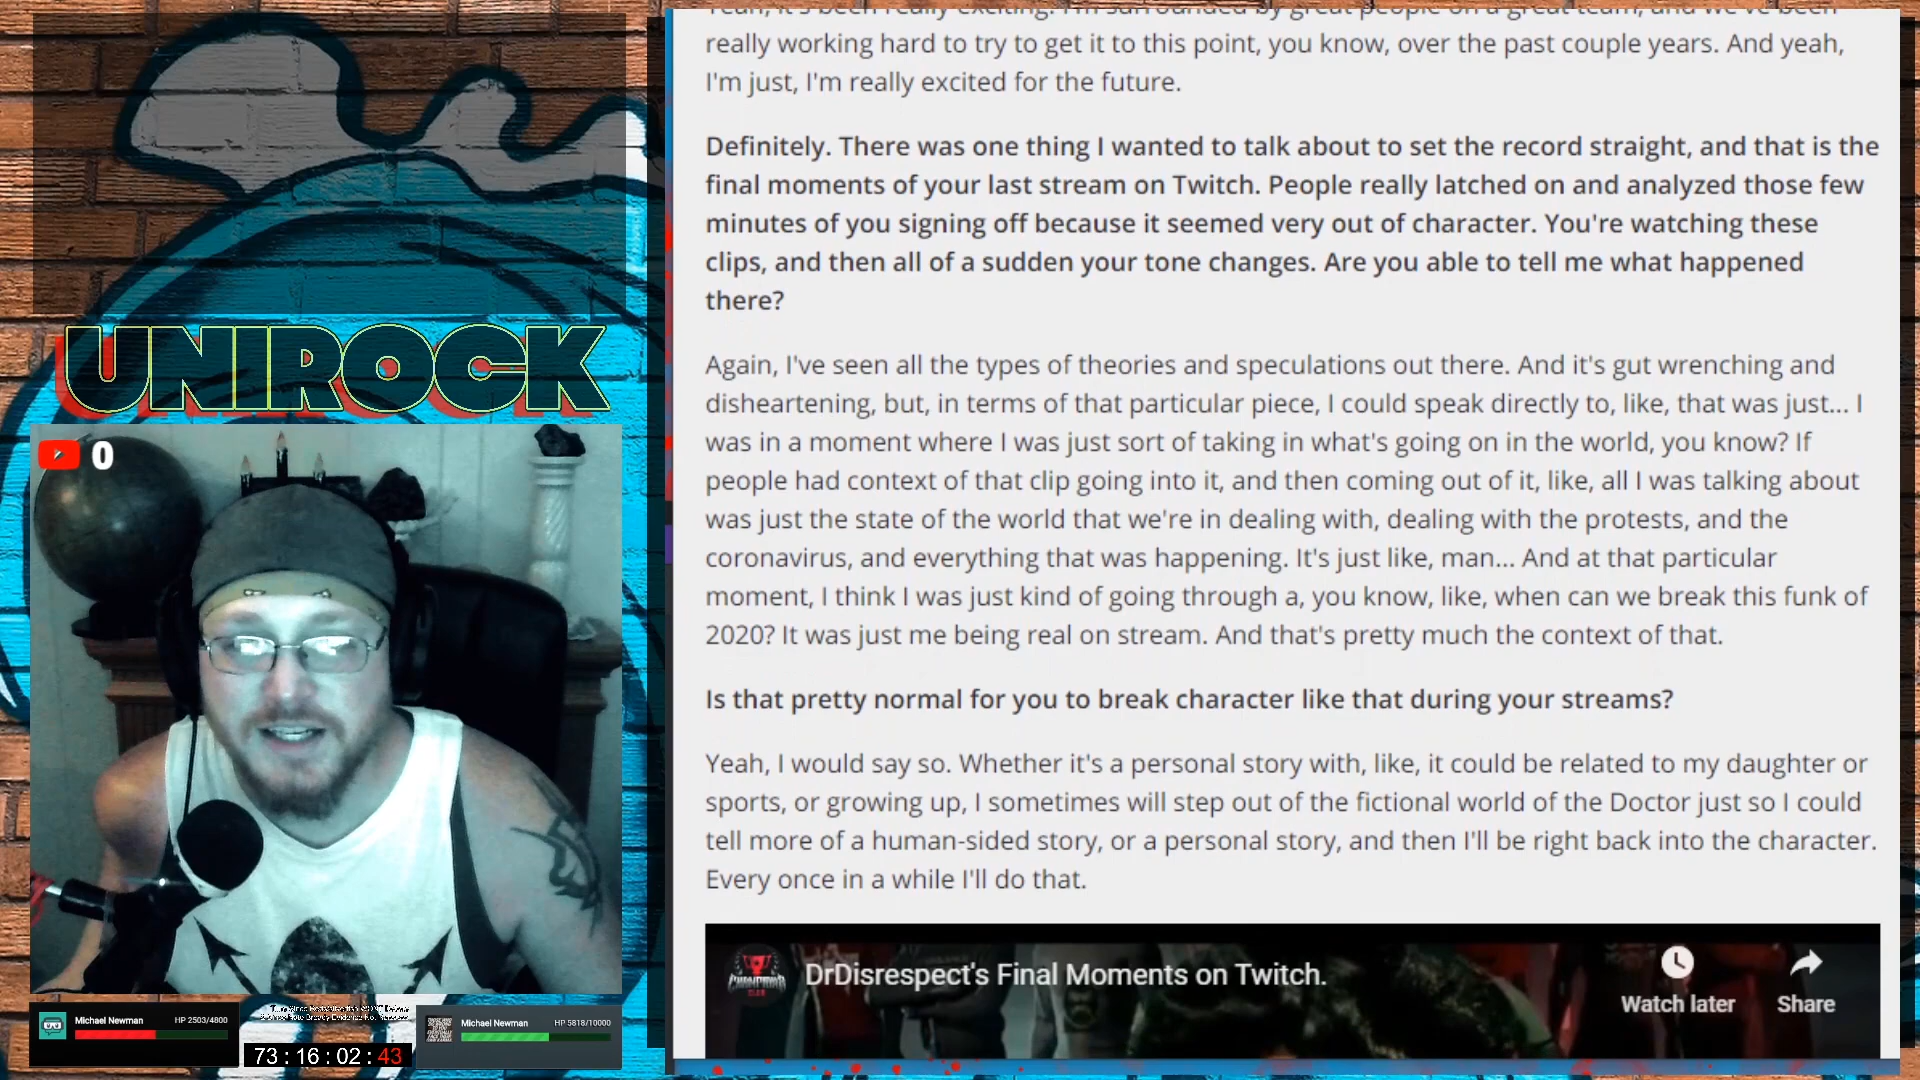 Yeah, it's been really exciting. I'm surrounded by great people on a great team, and we've been
really working hard to try to get it to this point, you know, over the past couple years. And yeah,
I'm just, I'm really excited for the future.
Definitely. There was one thing I wanted to talk about to set the record straight, and that is the
final moments of your last stream on Twitch. People really latched on and analyzed those few
minutes of you signing off because it seemed very out of character. You're watching these
clips, and then all of a sudden your tone changes. Are you able to tell me what happened
there?
Again, I've seen all the types of theories and speculations out there. And it's gut wrenching and
disheartening, but, in terms of that particular piece, I could speak directly to, like, that was just... I
was in a moment where I was just sort of taking in what's going on in the world, you know? If
people had context of that clip going into it, and then coming out of it, like, all I was talking about
was just the state of the world that we're in dealing with, dealing with the protests, and the
coronavirus, and everything that was happening. It's just like, man... And at that particular
moment, I think I was just kind of going through a, you know, like, when can we break this funk of
2020? It was just me being real on stream. And that's pretty much the context of that.
Is that pretty normal for you to break character like that during your streams?
Yeah, I would say so. Whether it's a personal story with, like, it could be related to my daughter or
sports, or growing up, I sometimes will step out of the fictional world of the Doctor just so I could
tell more of a human-sided story, or a personal story, and then I'll be right back into the character.
Every once in a while I'll do that.
DrDisrespect's Final Moments on Twitch.
Watch later
Share
UNIROCK
0
Michael Newman HP 2503/4800
73:16:02:43
Michael Newman HP 5818/10000